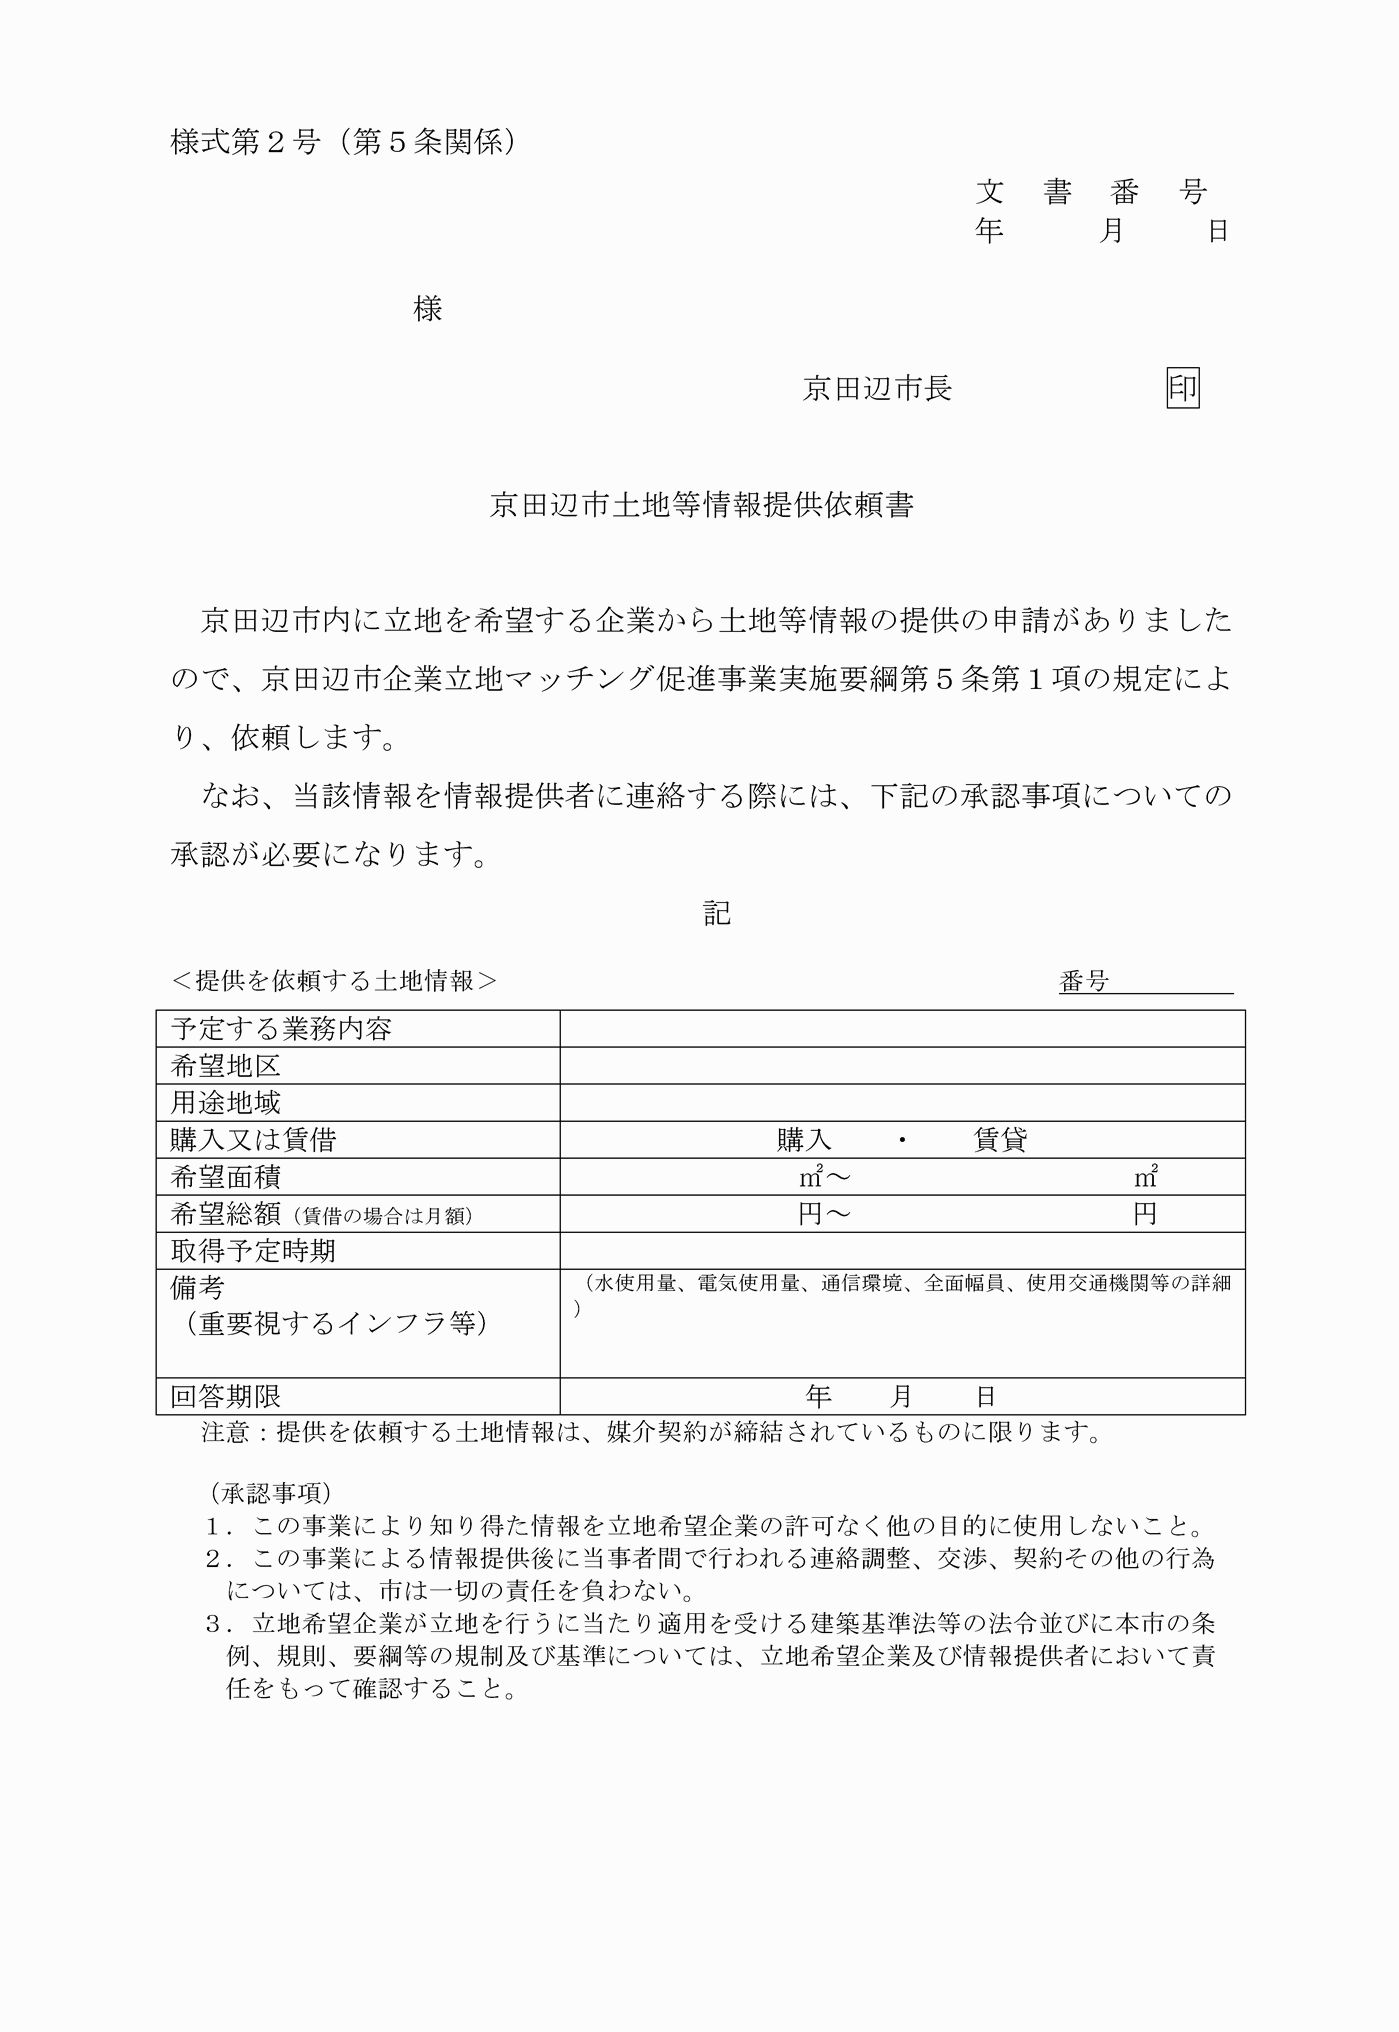 様式第２号（第５条関係）
文　書　番　号
年　　　月　　　日
様
京田辺市長　　　　　　　印
京田辺市土地等情報提供依頼書
　京田辺市内に立地を希望する企業から土地等情報の提供の申請がありました
ので、京田辺市企業立地マッチング促進事業実施要綱第５条第１項の規定によ
り、依頼します。
　なお、当該情報を情報提供者に連絡する際には、下記の承認事項についての
承認が必要になります。
記
＜提供を依頼する土地情報＞　　　　　　　　　　番号
予定する業務内容
希望地区
用途地域
購入又は賃借　　　　購入　　・　　賃貸
希望面積　　　　㎡～　　　　　　　　　　㎡
希望総額（賃借の場合は月額）　　　　円～　　　　　　　　　　円
取得予定時期
備考
（重要視するインフラ等）
（水使用量、電気使用量、通信環境、全面幅員、使用交通機関等の詳細
）
回答期限　　　　年　　月　　日
注意：提供を依頼する土地情報は、媒介契約が締結されているものに限ります。
（承認事項）
１．この事業により知り得た情報を立地希望企業の許可なく他の目的に使用しないこと。
２．この事業による情報提供後に当事者間で行われる連絡調整、交渉、契約その他の行為
については、市は一切の責任を負わない。
３．立地希望企業が立地を行うに当たり適用を受ける建築基準法等の法令並びに本市の条
例、規則、要綱等の規制及び基準については、立地希望企業及び情報提供者において責
任をもって確認すること。